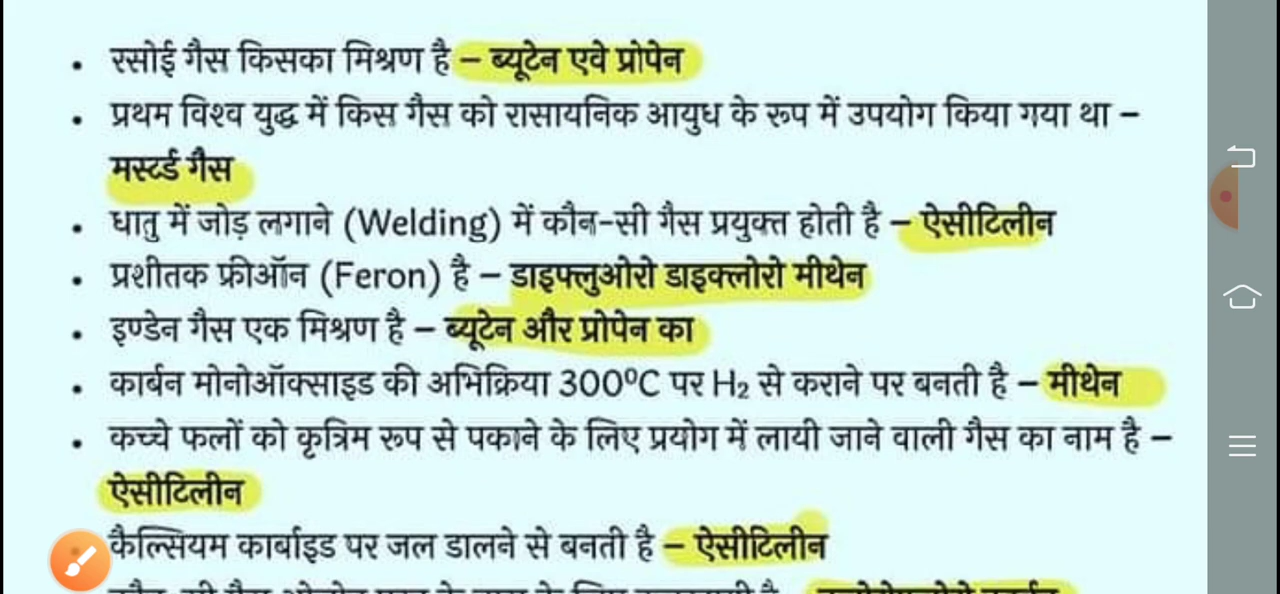 • रसोई गैस किसका मिश्रण है – ब्यूटेन एवे प्रोपेन
• प्रथम विश्व युद्ध में किस गैस को रासायनिक आयुध के रूप में उपयोग किया गया था –
मस्टर्ड गैस
• धातु में जोड़ लगाने (Welding) में कौन-सी गैस प्रयुक्त होती है – ऐसीटिलीन
• प्रशीतक फ्रीऑन (Feron) है – डाइफ्लुओरो डाइक्लोरो मीथेन
• इण्डेन गैस एक मिश्रण है – ब्यूटेन और प्रोपेन का
• कार्बन मोनोऑक्साइड की अभिक्रिया 300⁰C पर H₂ से कराने पर बनती है – मीथेन
• कच्चे फलों को कृत्रिम रूप से पकाने के लिए प्रयोग में लायी जाने वाली गैस का नाम है –
ऐसीटिलीन
कैल्सियम कार्बाइड पर जल डालने से बनती है – ऐसीटिलीन